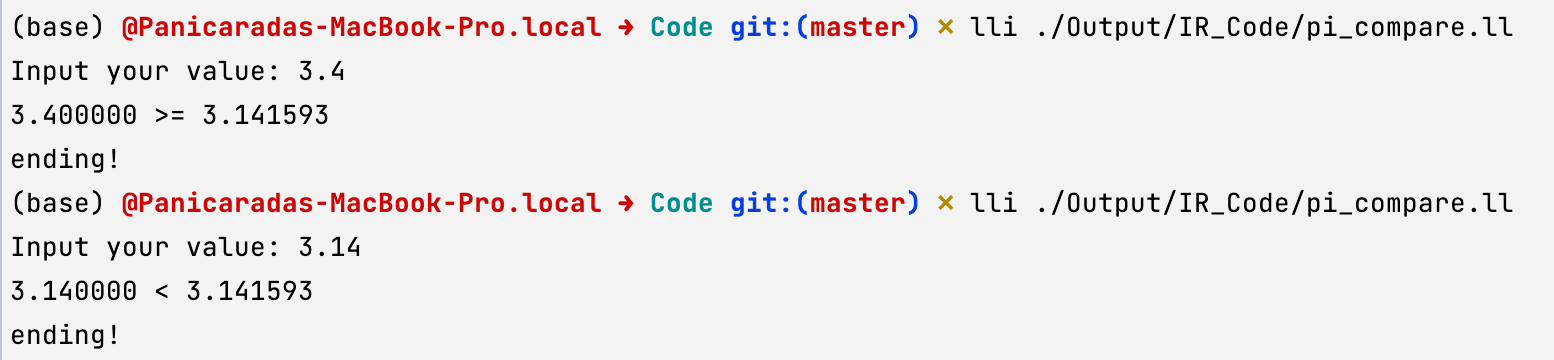 (base) @Panicaradas-MacBook-Pro.local → Code git:(master) × lli ./Output/IR_Code/pi_compare.ll
Input your value: 3.4
3.400000 >= 3.141593
ending!
(base) @Panicaradas-MacBook-Pro.local → Code git:(master) × lli ./Output/IR_Code/pi_compare.ll
Input your value: 3.14
3.140000 < 3.141593
ending!